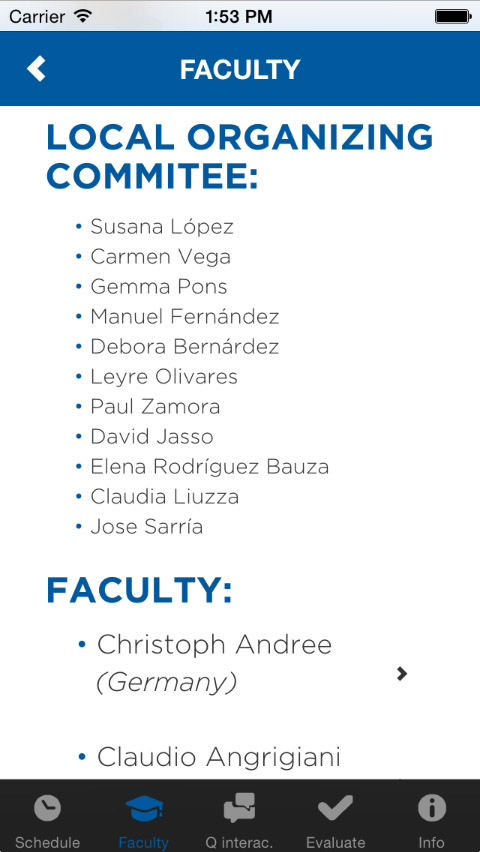 Carrier 1:53 PM
FACULTY
LOCAL ORGANIZING
COMMITEE:
• Susana López
• Carmen Vega
• Gemma Pons
• Manuel Fernández
• Debora Bernárdez
• Leyre Olivares
• Paul Zamora
• David Jasso
• Elena Rodríguez Bauza
• Claudia Liuzza
• Jose Sarría
FACULTY:
• Christoph Andree
(Germany)
• Claudio Angrigiani
Schedule Faculty Q interac. Evaluate Info